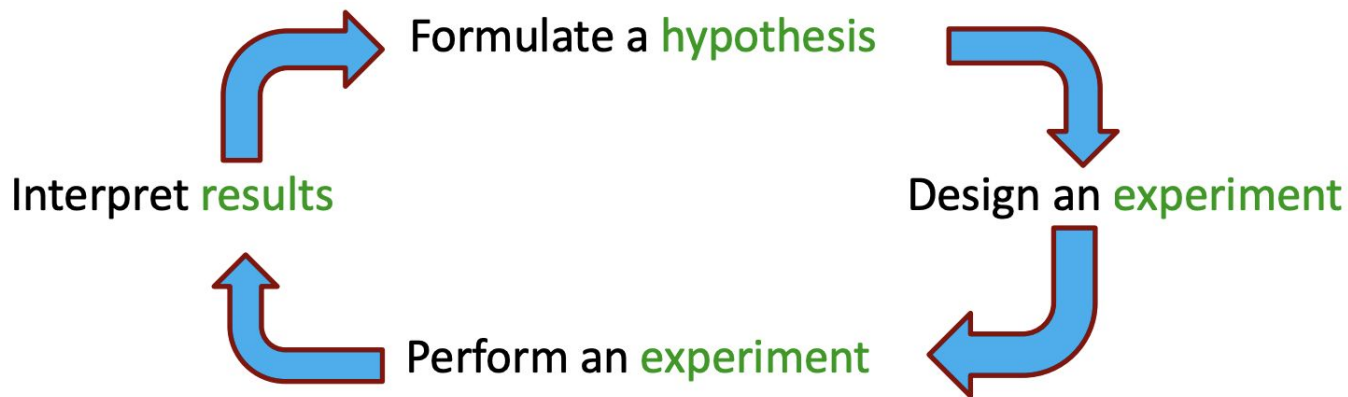 Formulate a hypothesis
Interpret results
Design an experiment
Perform an experiment